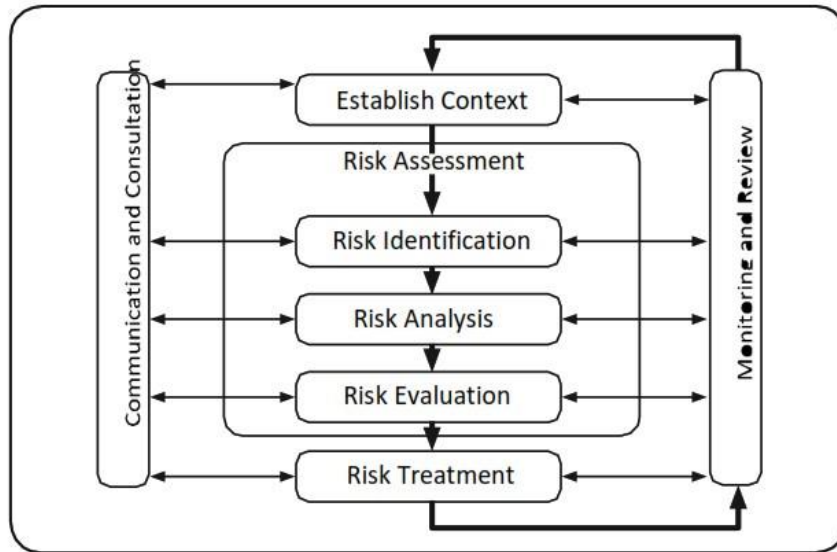 Establish Context
Risk Assessment
Risk Identification
Risk Analysis
Risk Evaluation
Risk Treatment
Communication and Consultation
Monitoring and Review